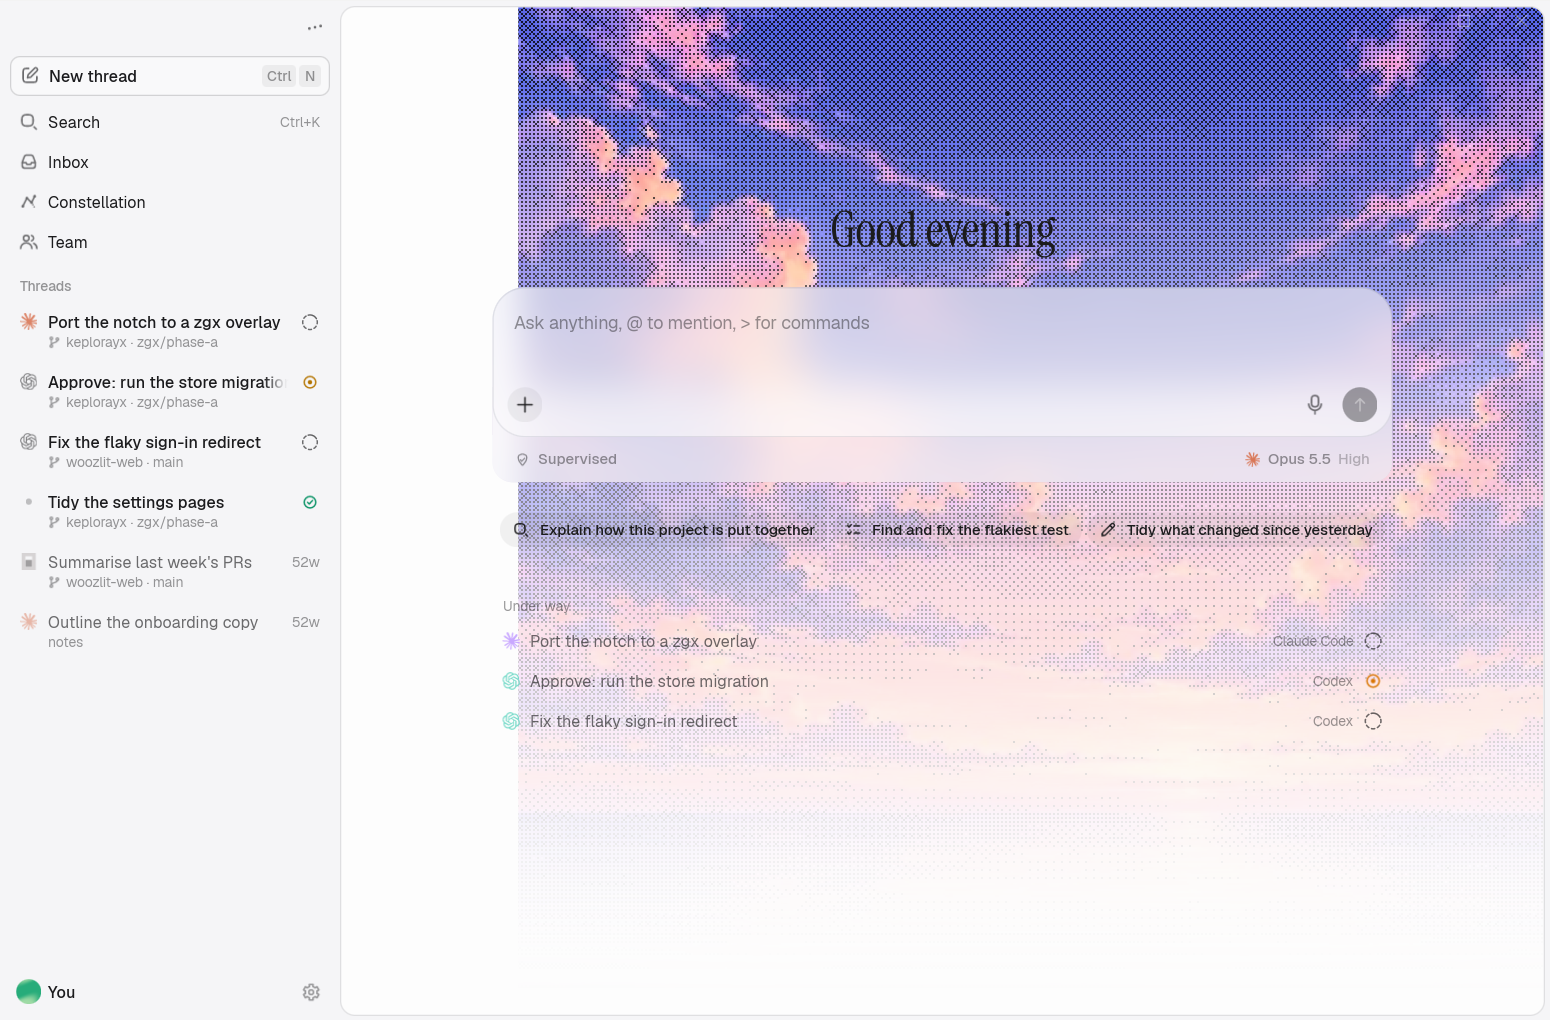 New thread Ctrl N
Search Ctrl+K
Inbox
Constellation
Team
Threads
Port the notch to a zgx overlay
keplorayx · zgx/phase-a
Approve: run the store migratio
keplorayx · zgx/phase-a
Fix the flaky sign-in redirect
woozlit-web · main
Tidy the settings pages
keplorayx · zgx/phase-a
Summarise last week's PRs 52w
woozlit-web · main
Outline the onboarding copy 52w
notes
You
Good evening
Ask anything, @ to mention, > for commands
Supervised Opus 5.5 High
Explain how this project is put together Find and fix the flakiest test Tidy what changed since yesterday
Under way
Port the notch to a zgx overlay Claude Code
Approve: run the store migration Codex
Fix the flaky sign-in redirect Codex